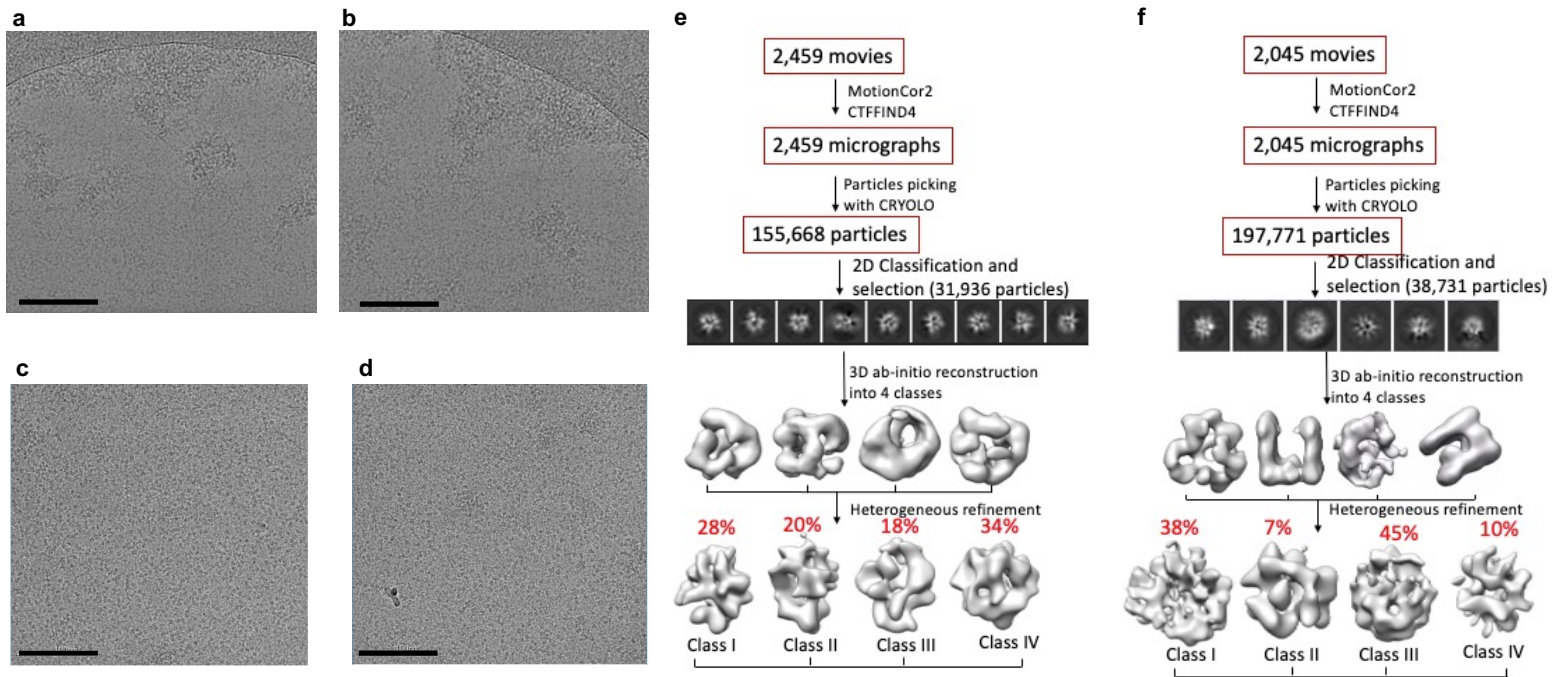 a
b
c
d
e
2,459 movies
MotionCor2
CTFFIND4
2,459 micrographs
Particles picking
with CRYOLO
155,668 particles
2D Classification and
selection (31,936 particles)
3D ab-initio reconstruction
into 4 classes
Heterogeneous refinement
28%
20%
18%
34%
Class I
Class II
Class III
Class IV
f
2,045 movies
MotionCor2
CTFFIND4
2,045 micrographs
Particles picking
with CRYOLO
197,771 particles
2D Classification and
selection (38,731 particles)
3D ab-initio reconstruction
into 4 classes
Heterogeneous refinement
38%
7%
45%
10%
Class I
Class II
Class III
Class IV